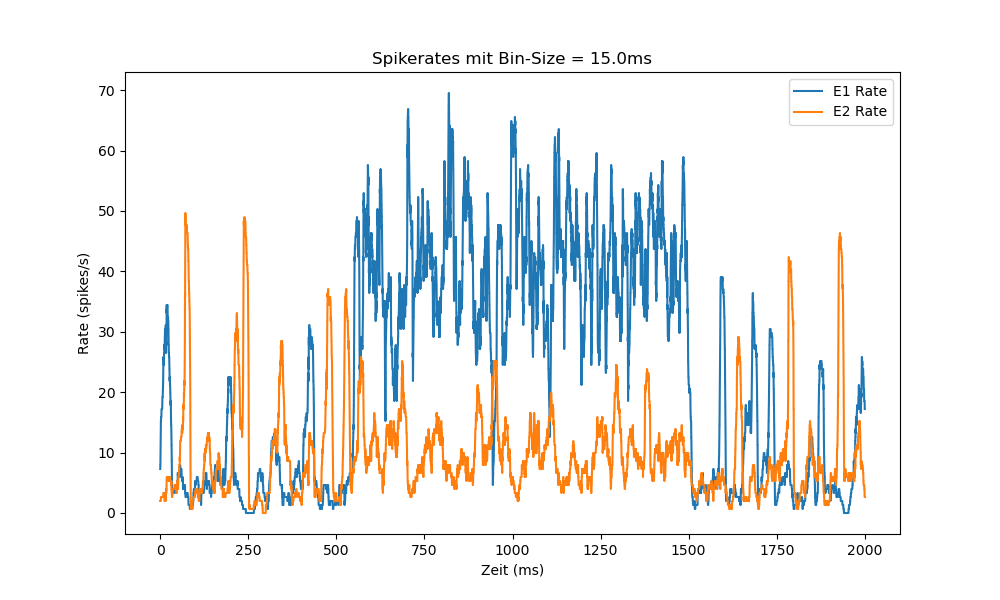 Spikerates mit Bin-Size = 15.0ms
E1 Rate
E2 Rate
70
60
50
40
30
20
10
0
Rate (spikes/s)
0 250 500 750 1000 1250 1500 1750 2000
Zeit (ms)